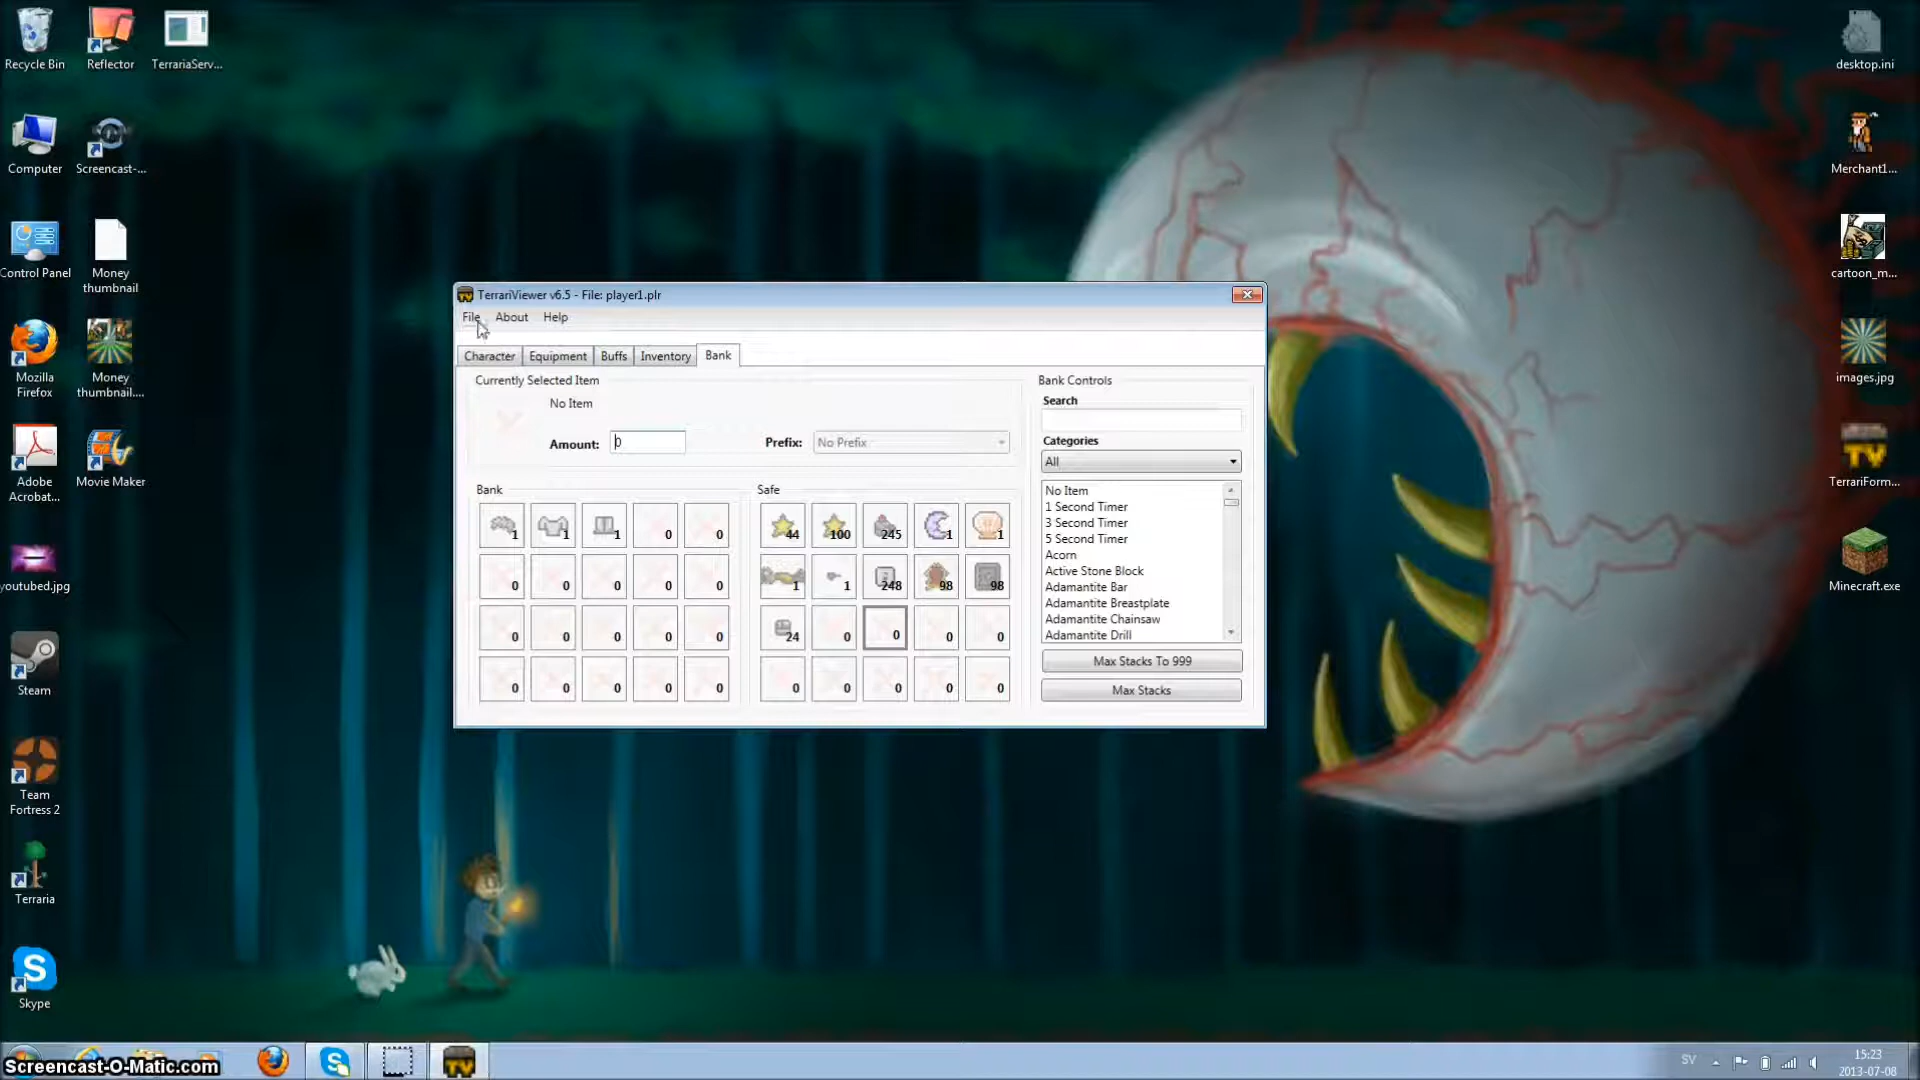 Recycle Bin
Reflector
TerrariaServ...
desktop.ini
Computer
Screencast-...
Merchant1...
Control Panel
Money
thumbnail
cartoon_m...
TerrariViewer v6.5 - File: player1.plr
File About Help
Character Equipment Buffs Inventory Bank
Currently Selected Item
No Item
Amount: 0
Prefix: No Prefix
Bank Controls
Search
Categories
All
Mozilla
Firefox
Money
thumbnail....
images.jpg
Bank
1 1 1 0 0
0 0 0 0 0
0 0 0 0 0
0 0 0 0 0
Safe
44 100 245 1 1
1 1 248 98 98
24 0 0 0 0
0 0 0 0 0
No Item
1 Second Timer
3 Second Timer
5 Second Timer
Acorn
Active Stone Block
Adamantite Bar
Adamantite Breastplate
Adamantite Chainsaw
Adamantite Drill
Max Stacks To 999
Max Stacks
Adobe
Acrobat...
Movie Maker
TV
TerrariForm...
youtubed.jpg
Minecraft.exe
Steam
Team
Fortress 2
Terraria
Skype
Screencast-O-Matic.com
TV
SV
15:23
2013-07-08